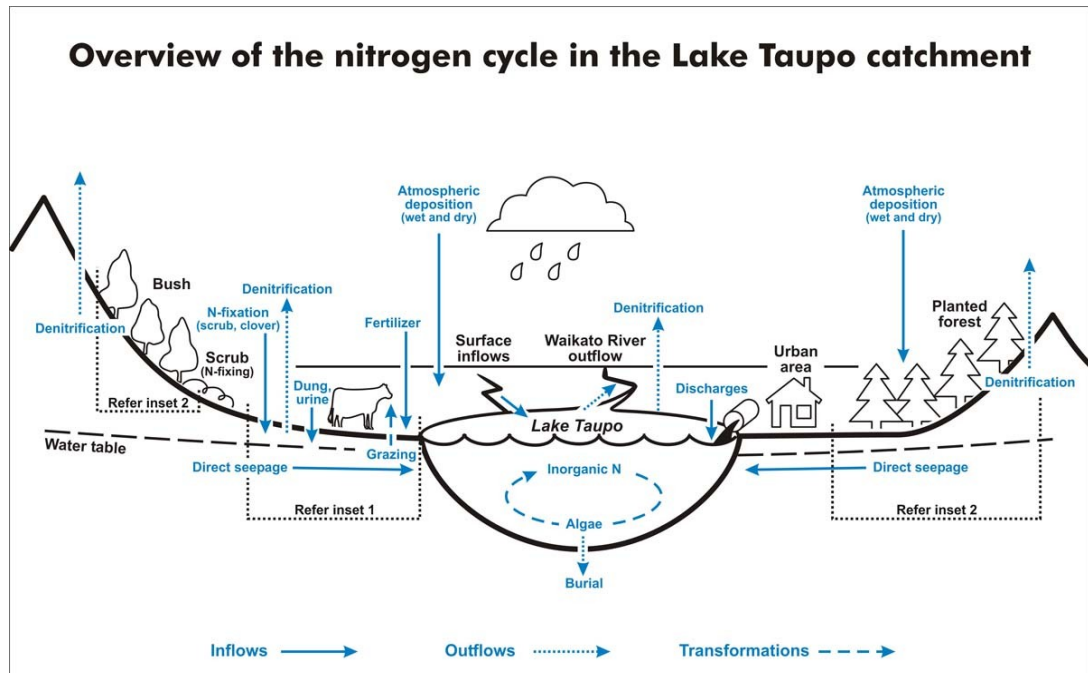 Overview of the nitrogen cycle in the Lake Taupo catchment
Atmospheric
deposition
(wet and dry)
Atmospheric
deposition
(wet and dry)
Bush
Denitrification
Denitrification
N-fixation
(scrub, clover)
Fertilizer
Surface
inflows
Waikato River
outflow
Denitrification
Planted
forest
Urban
area
Scrub
(N-fixing)
Dung,
urine
Discharges
Denitrification
Refer inset 2
Lake Taupo
Water table
Grazing
Direct seepage
Inorganic N
Direct seepage
Refer inset 1
Algae
Refer inset 2
Burial
Inflows
Outflows
Transformations